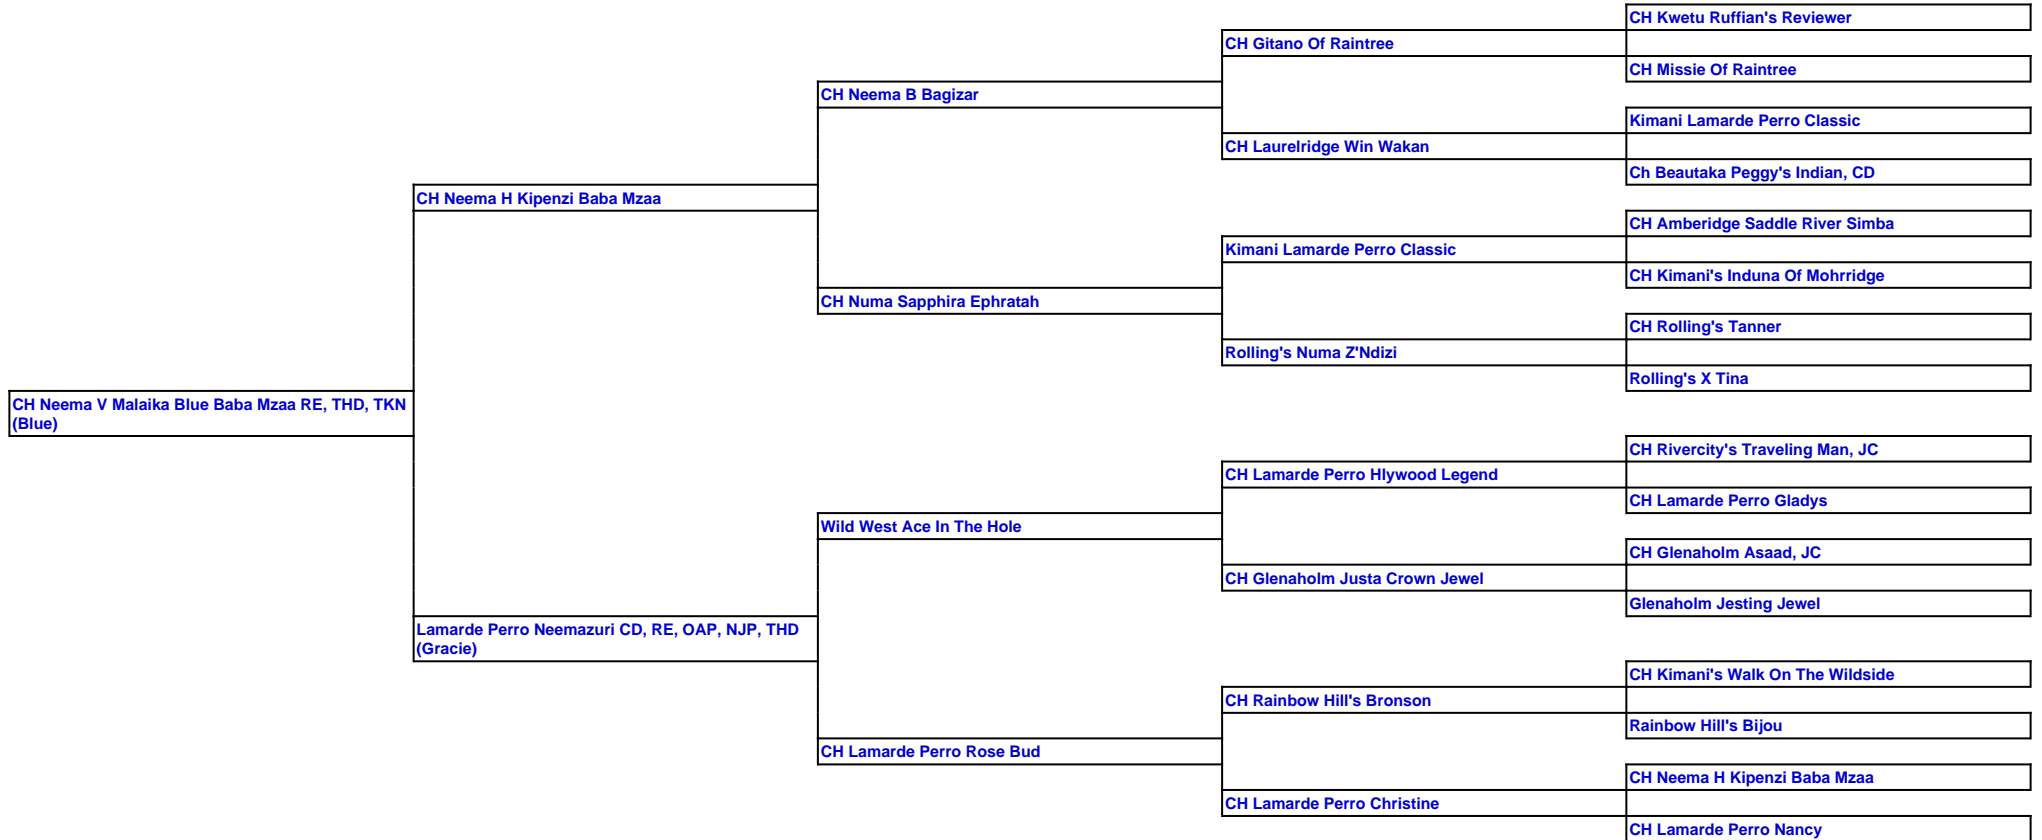 CH Kwetu Ruffian's Reviewer
CH Gitano Of Raintree
CH Missie Of Raintree
CH Neema B Bagizar
Kimani Lamarde Perro Classic
CH Laurelridge Win Wakan
Ch Beautaka Peggy's Indian, CD
CH Neema H Kipenzi Baba Mzaa
CH Amberidge Saddle River Simba
Kimani Lamarde Perro Classic
CH Kimani's Induna Of Mohrridge
CH Numa Sapphira Ephratah
CH Rolling's Tanner
Rolling's Numa Z'Ndizi
Rolling's X Tina
CH Neema V Malaika Blue Baba Mzaa RE, THD, TKN
(Blue)
CH Rivercity's Traveling Man, JC
CH Lamarde Perro Hlywood Legend
CH Lamarde Perro Gladys
Wild West Ace In The Hole
CH Glenaholm Asaad, JC
CH Glenaholm Justa Crown Jewel
Glenaholm Jesting Jewel
Lamarde Perro Neemazuri CD, RE, OAP, NJP, THD
(Gracie)
CH Kimani's Walk On The Wildside
CH Rainbow Hill's Bronson
Rainbow Hill's Bijou
CH Lamarde Perro Rose Bud
CH Neema H Kipenzi Baba Mzaa
CH Lamarde Perro Christine
CH Lamarde Perro Nancy